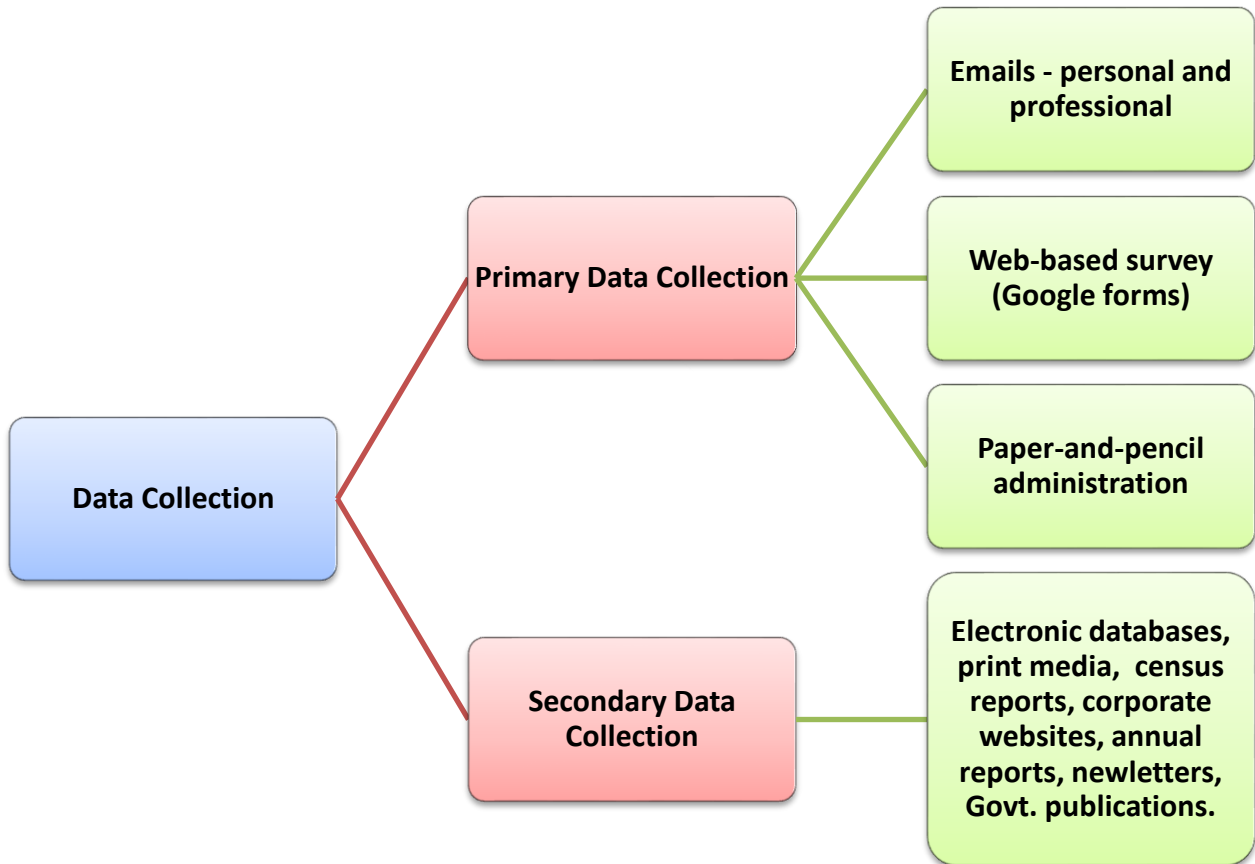 Emails - personal and
professional
Primary Data Collection
Web-based survey
(Google forms)
Paper-and-pencil
administration
Data Collection
Secondary Data
Collection
Electronic databases,
print media, census
reports, corporate
websites, annual
reports, newletters,
Govt. publications.